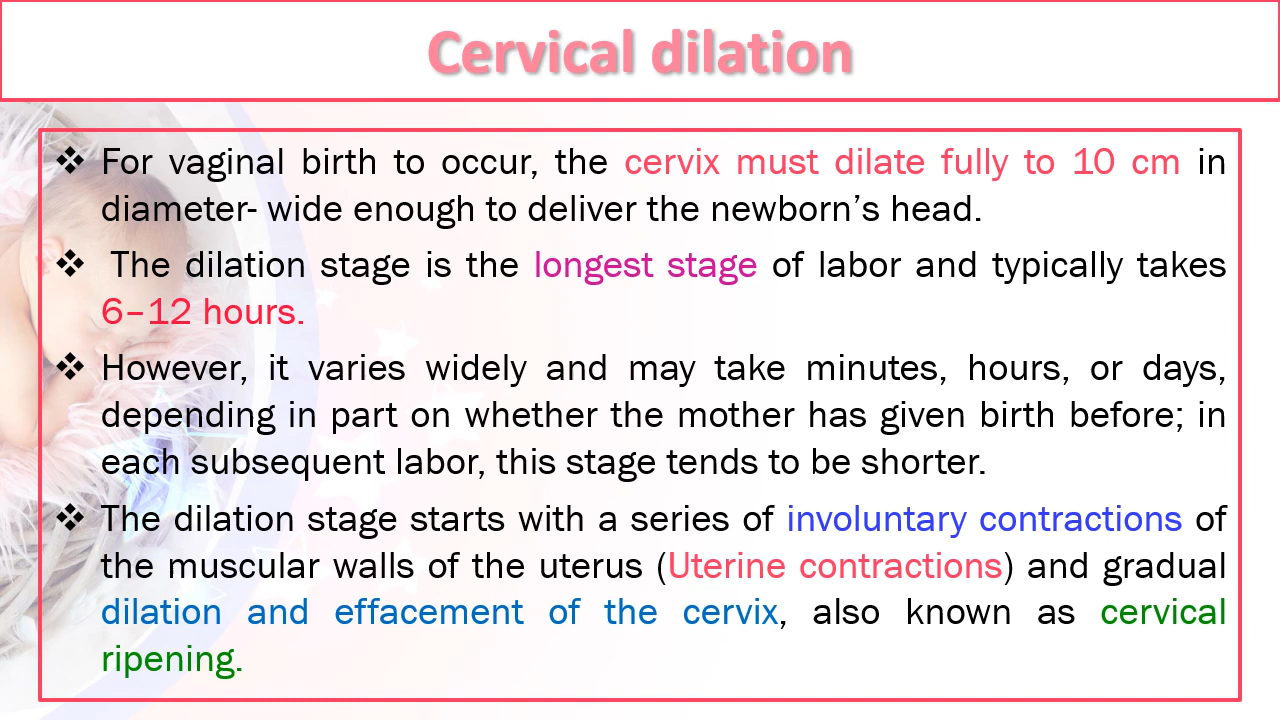 Cervical dilation
❖ For vaginal birth to occur, the cervix must dilate fully to 10 cm in
diameter- wide enough to deliver the newborn’s head.
❖ The dilation stage is the longest stage of labor and typically takes
6–12 hours.
❖ However, it varies widely and may take minutes, hours, or days,
depending in part on whether the mother has given birth before; in
each subsequent labor, this stage tends to be shorter.
❖ The dilation stage starts with a series of involuntary contractions of
the muscular walls of the uterus (Uterine contractions) and gradual
dilation and effacement of the cervix, also known as cervical
ripening.